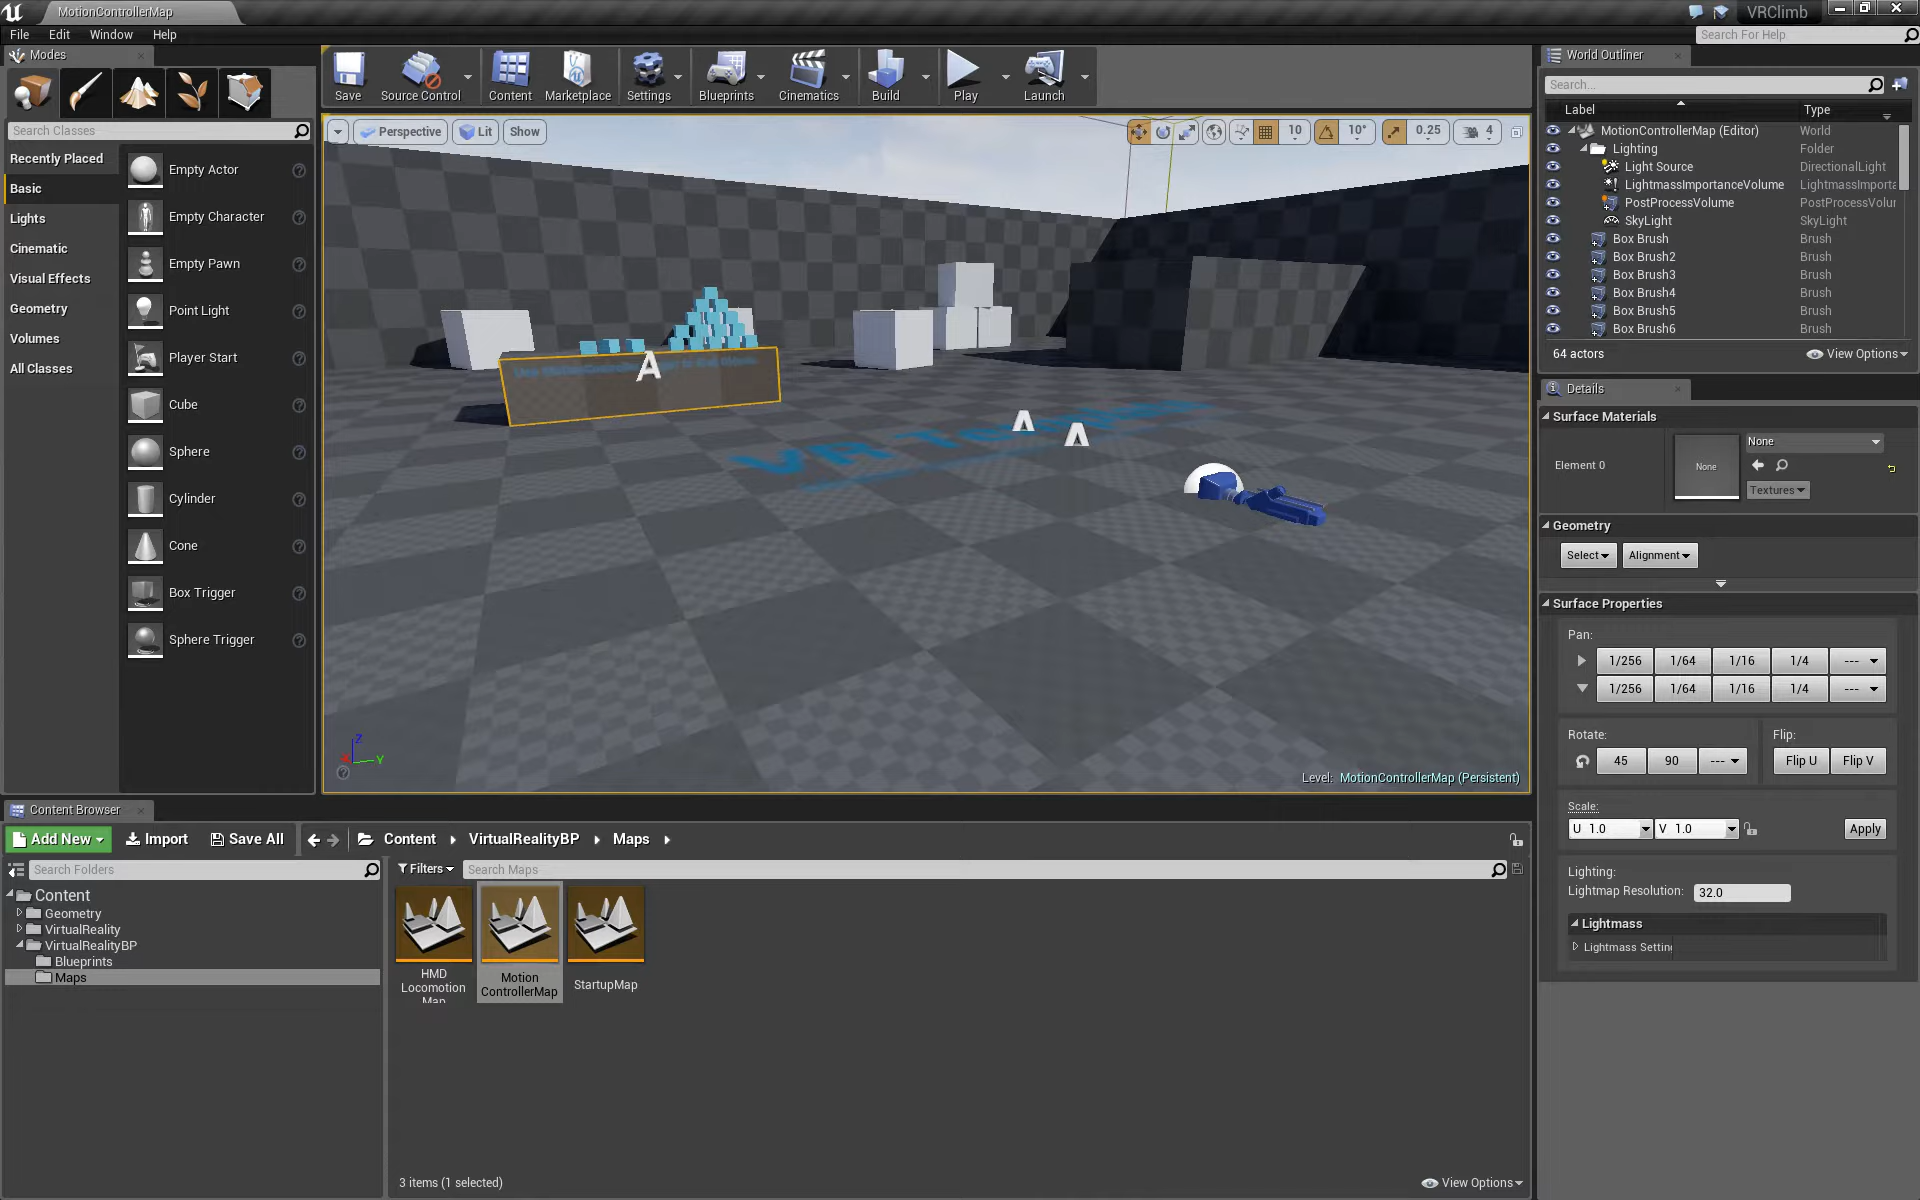 MotionControllerMap
VRClimb
File Edit Window Help
Search For Help
Modes
Search Classes
Recently Placed
Basic
Lights
Cinematic
Visual Effects
Geometry
Volumes
All Classes
Empty Actor
Empty Character
Empty Pawn
Point Light
Player Start
Cube
Sphere
Cylinder
Cone
Box Trigger
Sphere Trigger
Save Source Control Content Marketplace Settings Blueprints Cinematics Build Play Launch
Perspective Lit Show
10 10° 0.25 4
VR
Z
X Y
Level: MotionControllerMap (Persistent)
World Outliner
Search...
Label Type
MotionControllerMap (Editor) World
Lighting Folder
Light Source DirectionalLight
LightmassImportanceVolume LightmassImporta
PostProcessVolume PostProcessVolur
SkyLight SkyLight
Box Brush Brush
Box Brush2 Brush
Box Brush3 Brush
Box Brush4 Brush
Box Brush5 Brush
Box Brush6 Brush
64 actors View Options
Details
Surface Materials
Element 0 None None
Textures
Geometry
Select Alignment
Surface Properties
Pan:
1/256 1/64 1/16 1/4 ---
1/256 1/64 1/16 1/4 ---
Rotate: Flip:
45 90 --- Flip U Flip V
Scale:
U 1.0 V 1.0 Apply
Lighting:
Lightmap Resolution: 32.0
Lightmass
Lightmass Settin
Content Browser
Add New Import Save All Content VirtualRealityBP Maps
Search Folders
Content
Geometry
VirtualReality
VirtualRealityBP
Blueprints
Maps
Filters Search Maps
HMD
Locomotion
Map
Motion
ControllerMap
StartupMap
3 items (1 selected) View Options